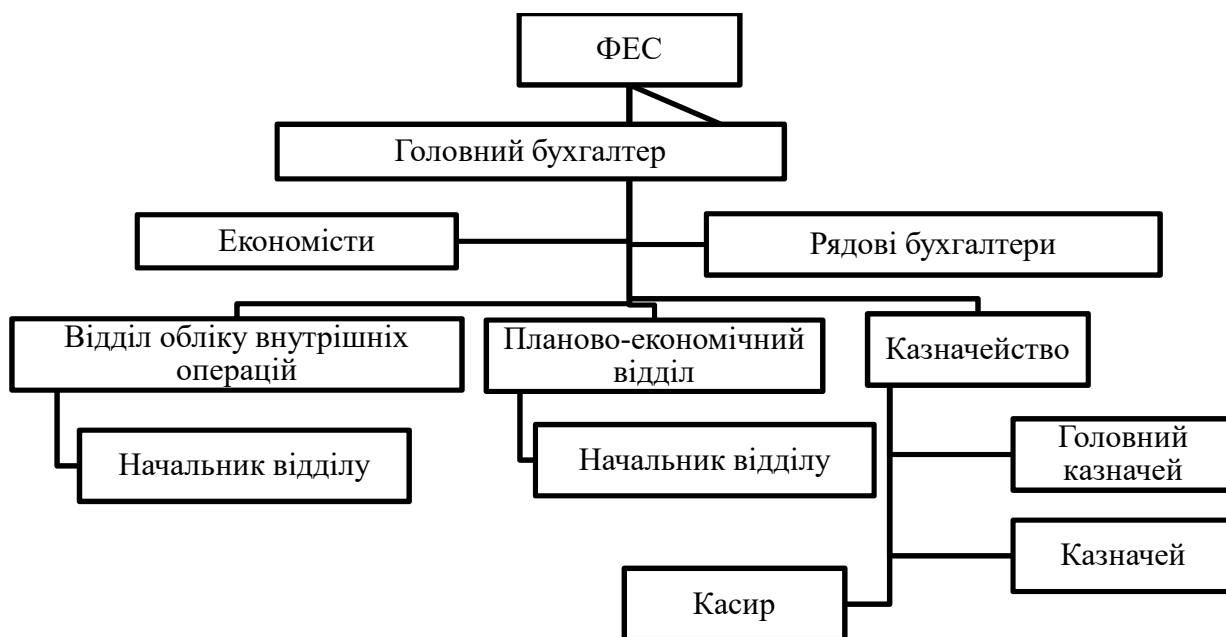 ФЕС
Головний бухгалтер
Економісти
Рядові бухгалтери
Відділ обліку внутрішніх
операцій
Планово-економічний
відділ
Казначейство
Начальник відділу
Начальник відділу
Головний
казначей
Казначей
Касир